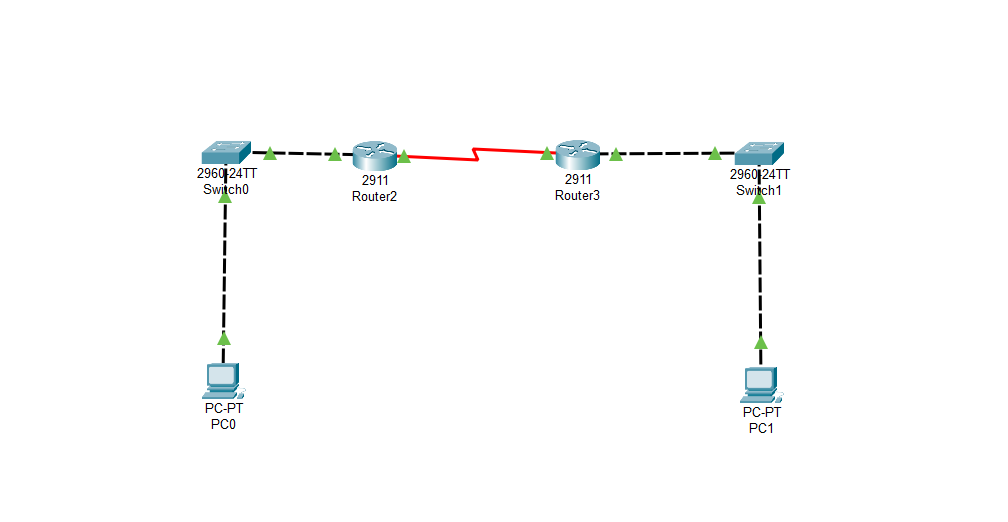 2960-24TT
Switch0
2911
Router2
2911
Router3
2960-24TT
Switch1
PC-PT
PC0
PC-PT
PC1